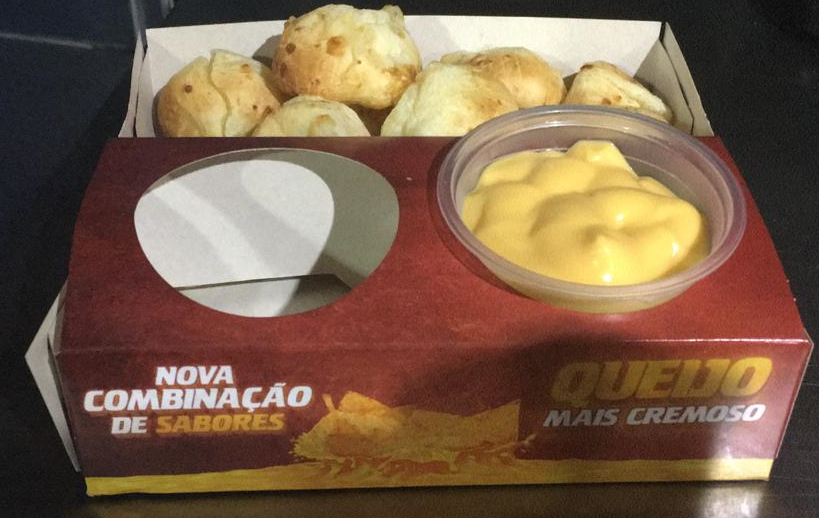 NOVA
COMBINAÇÃO
DE SABORES
QUEIJO
MAIS CREMOSO